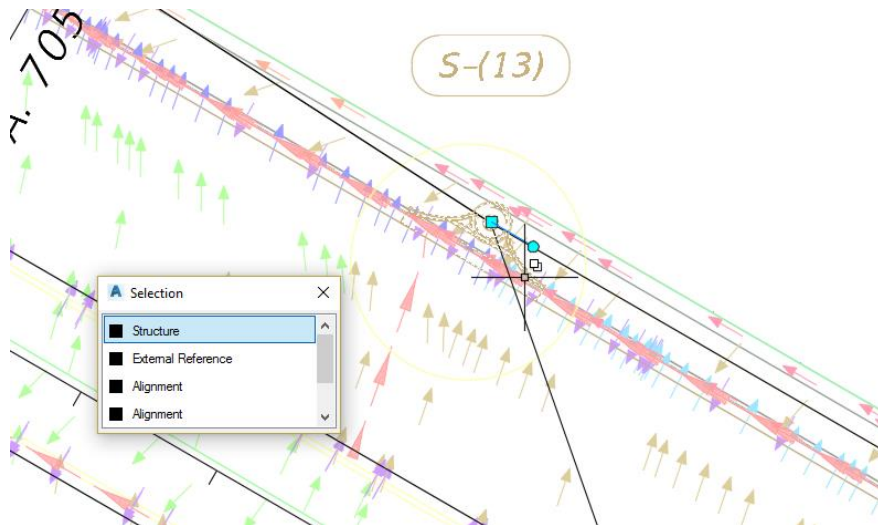 S-(13)
A. 705
Selection
Structure
External Reference
Alignment
Alignment